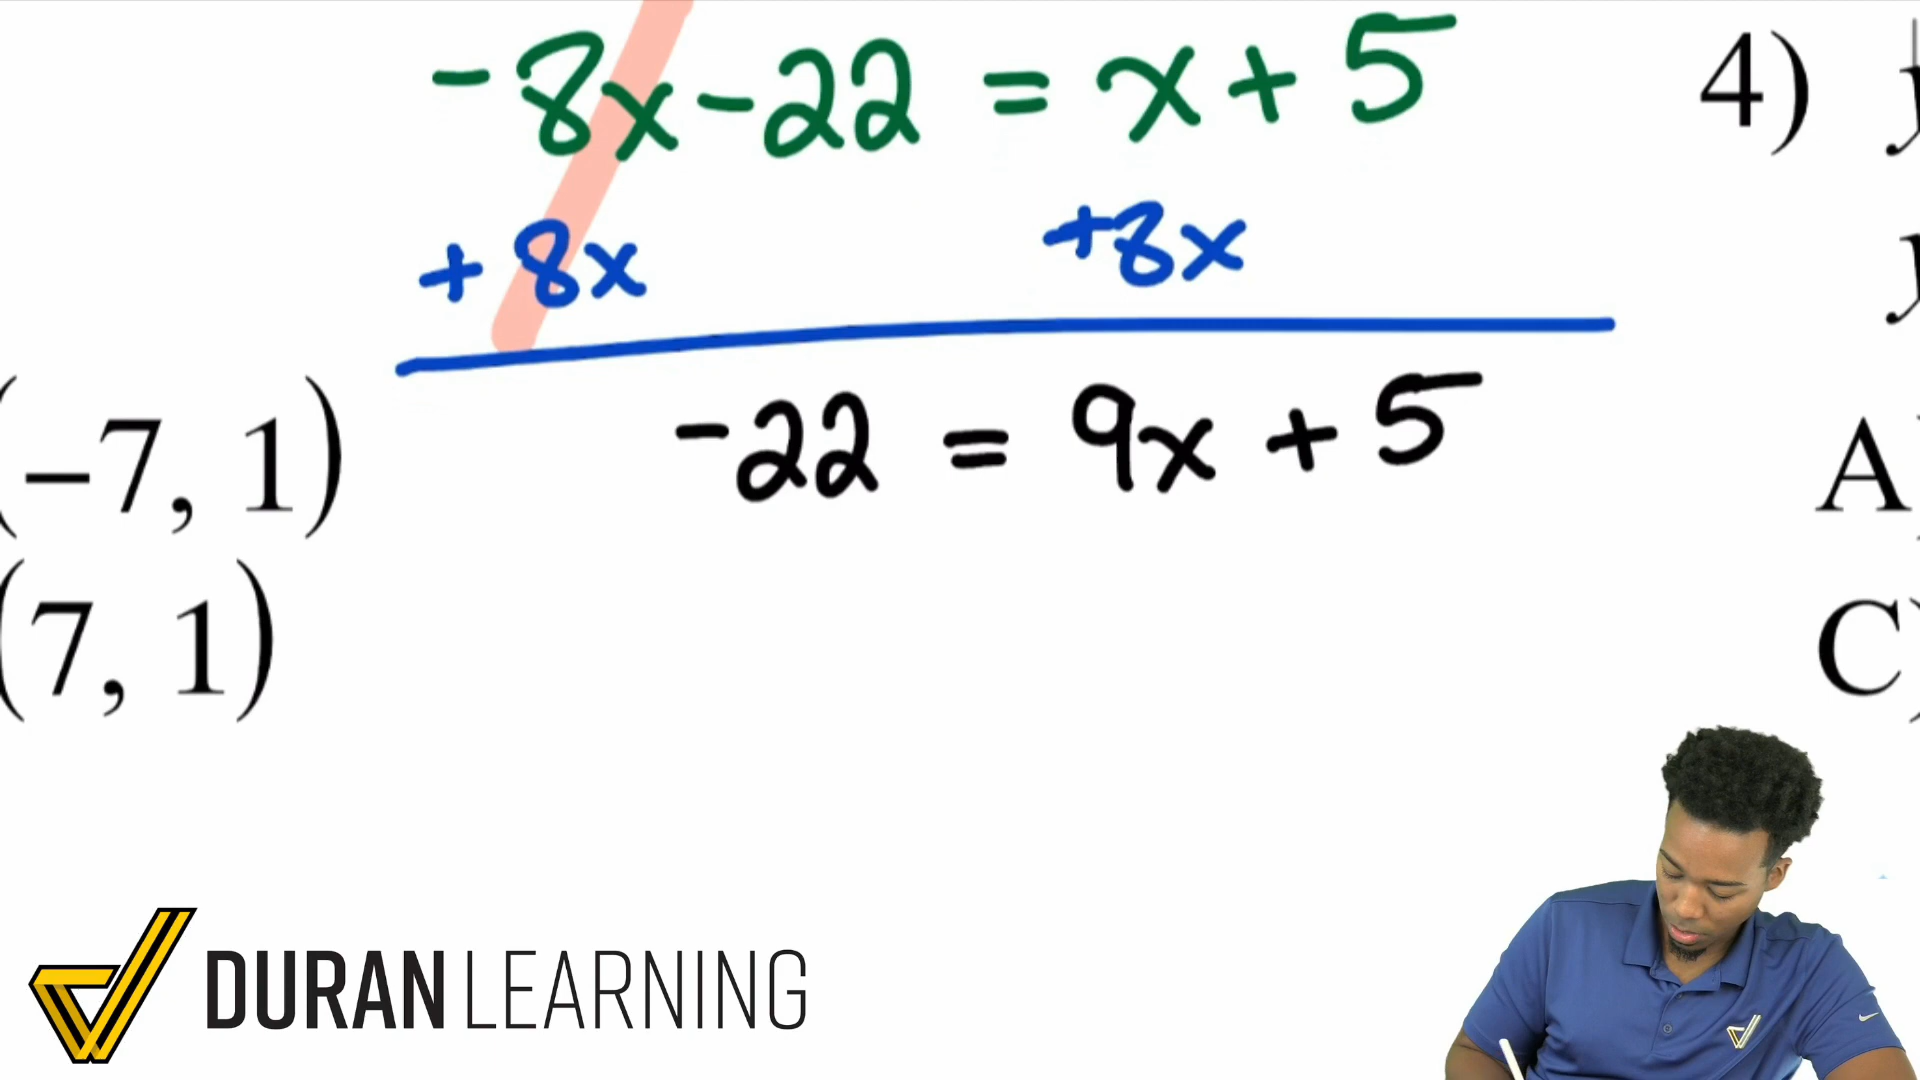 -8x-22 = x+5
4)
+8x +8x
-22 = 9x + 5
(–7, 1)
A)
(7, 1)
C)
DURAN LEARNING